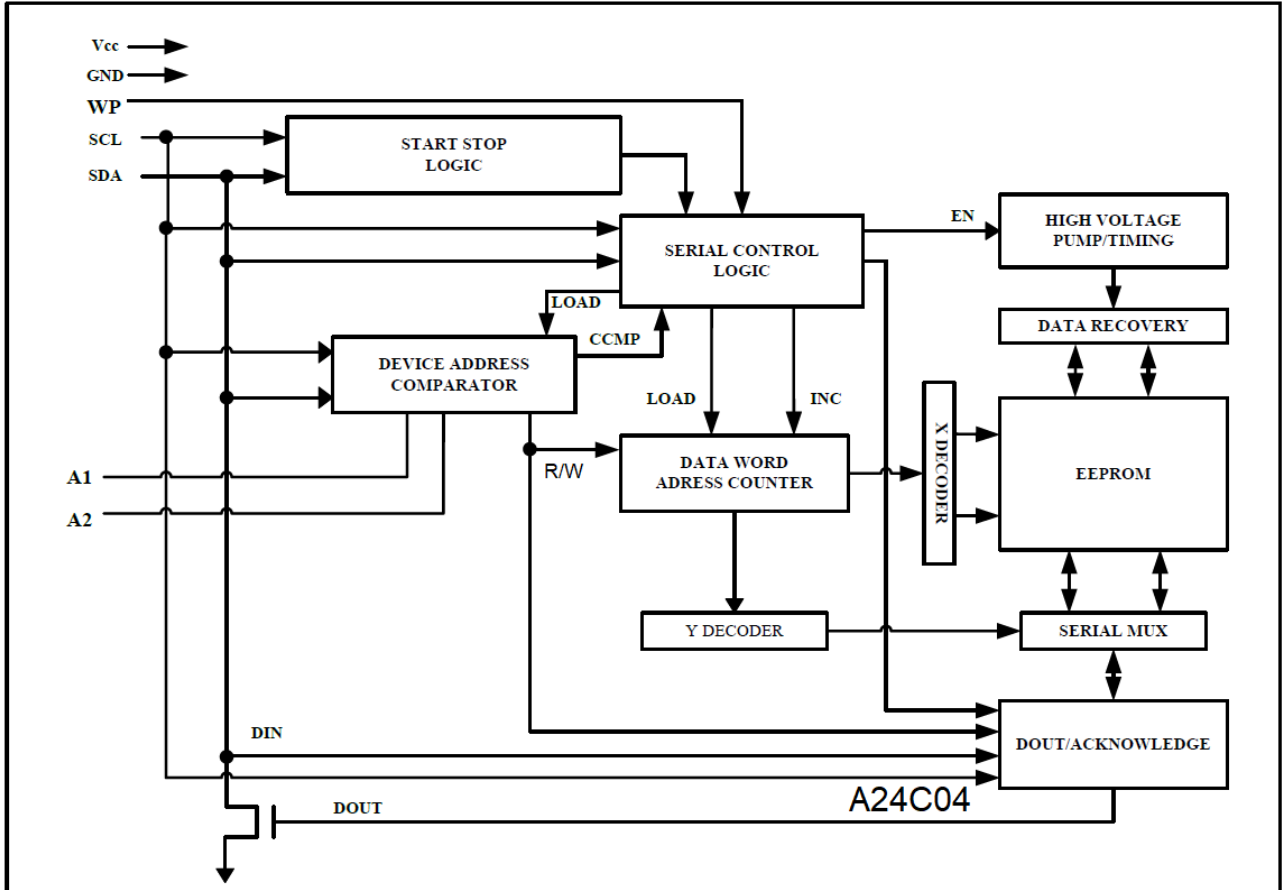 Vcc
GND
WP
SCL
SDA
START STOP
LOGIC
SERIAL CONTROL
LOGIC
EN
HIGH VOLTAGE
PUMP/TIMING
LOAD
CCMP
DATA RECOVERY
DEVICE ADDRESS
COMPARATOR
LOAD
INC
X DECODER
EEPROM
R/W
DATA WORD
ADRESS COUNTER
A1
A2
Y DECODER
SERIAL MUX
DIN
DOUT/ACKNOWLEDGE
A24C04
DOUT